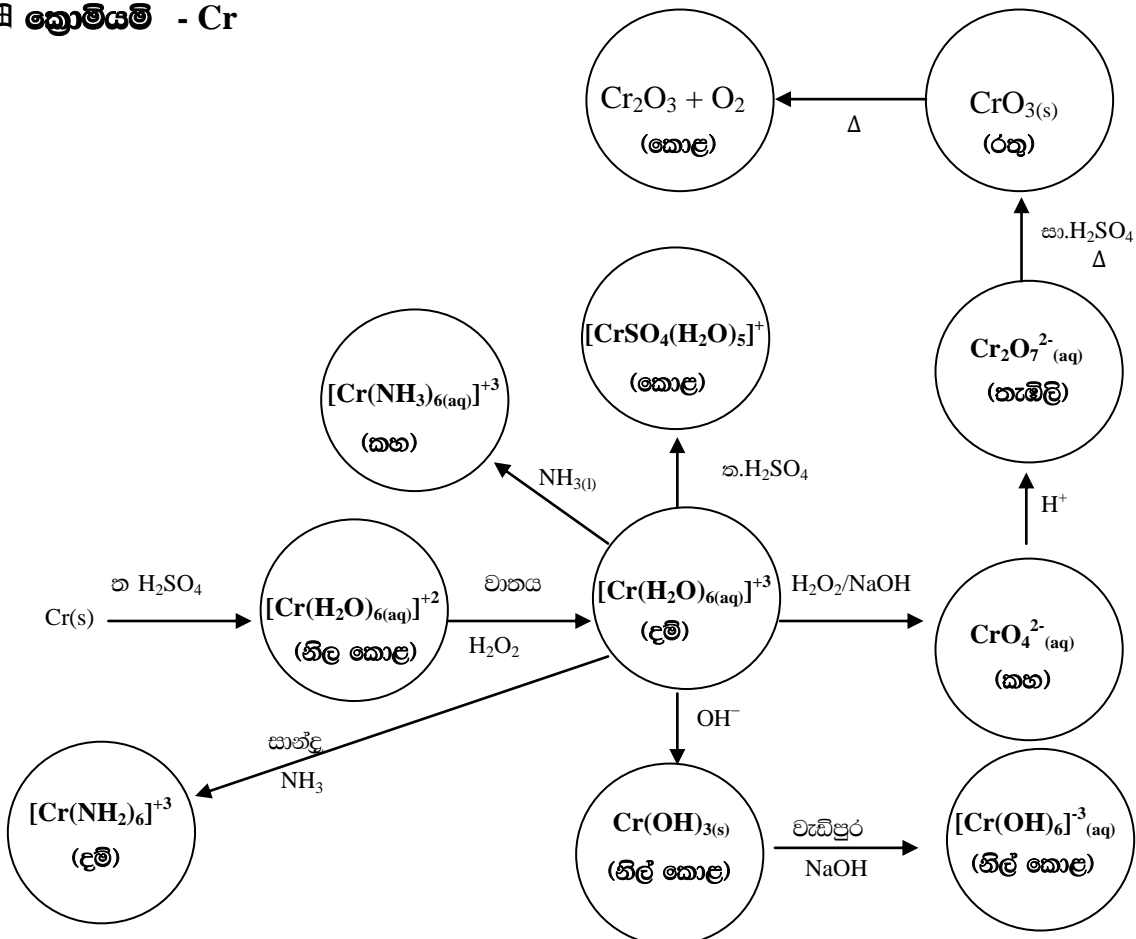 ක්‍රොමියම් - Cr
Cr₂O₃ + O₂
(කොළ)
Δ
CrO₃₍ₛ₎
(රතු)
සා.H₂SO₄
Δ
[CrSO₄(H₂O)₅]⁺
(කොළ)
Cr₂O₇²⁻(aq)
(තැඹිලි)
[Cr(NH₃)₆(aq)]⁺³
(කහ)
NH₃(l)
ත.H₂SO₄
H⁺
Cr(s)
ත H₂SO₄
[Cr(H₂O)₆(aq)]⁺²
(නිල කොළ)
වාතය
H₂O₂
[Cr(H₂O)₆(aq)]⁺³
(දම්)
H₂O₂/NaOH
CrO₄²⁻(aq)
(කහ)
OH⁻
සාන්ද්‍ර
NH₃
[Cr(NH₂)₆]⁺³
(දම්)
Cr(OH)₃(s)
(නිල් කොළ)
වැඩිපුර
NaOH
[Cr(OH)₆]⁻³(aq)
(නිල් කොළ)